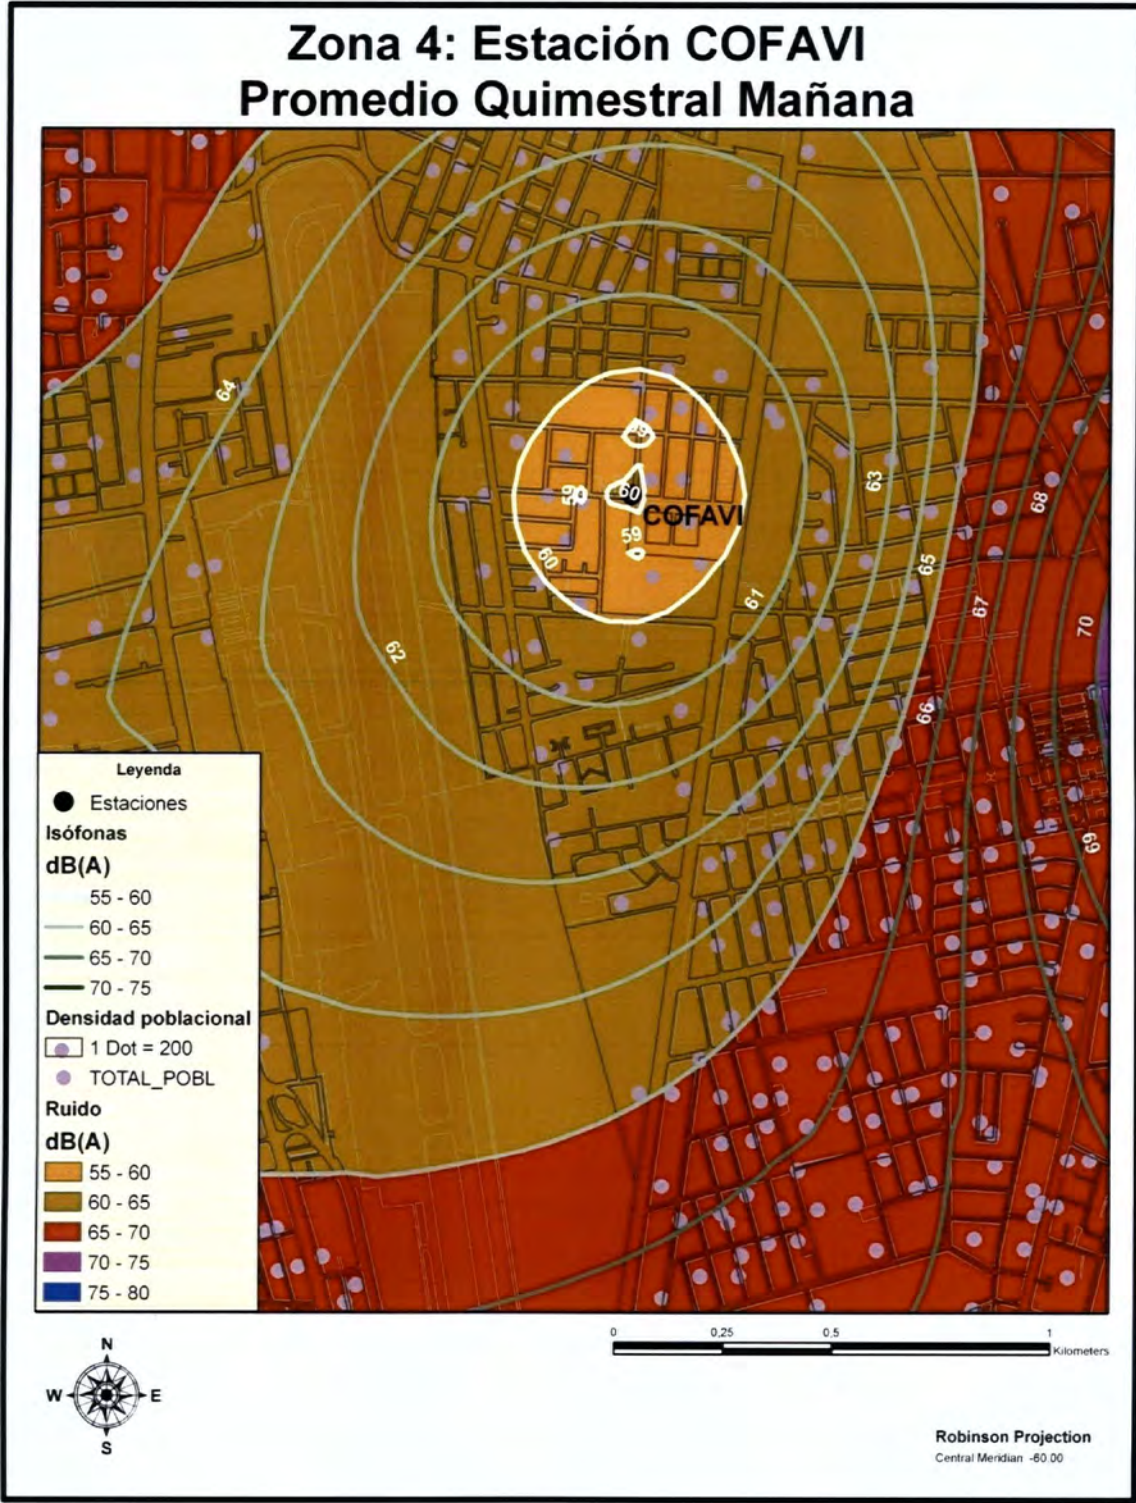 Zona 4: Estación COFAVI
Promedio Quimestral Mañana
64
59
59
60
COFAVI
59
60
61
62
63
65
66
67
68
70
69
Leyenda
Estaciones
Isófonas
dB(A)
55 - 60
60 - 65
65 - 70
70 - 75
Densidad poblacional
1 Dot = 200
TOTAL_POBL
Ruido
dB(A)
55 - 60
60 - 65
65 - 70
70 - 75
75 - 80
N
W
E
S
0
0,25
0,5
1
Kilometers
Robinson Projection
Central Meridian -60.00